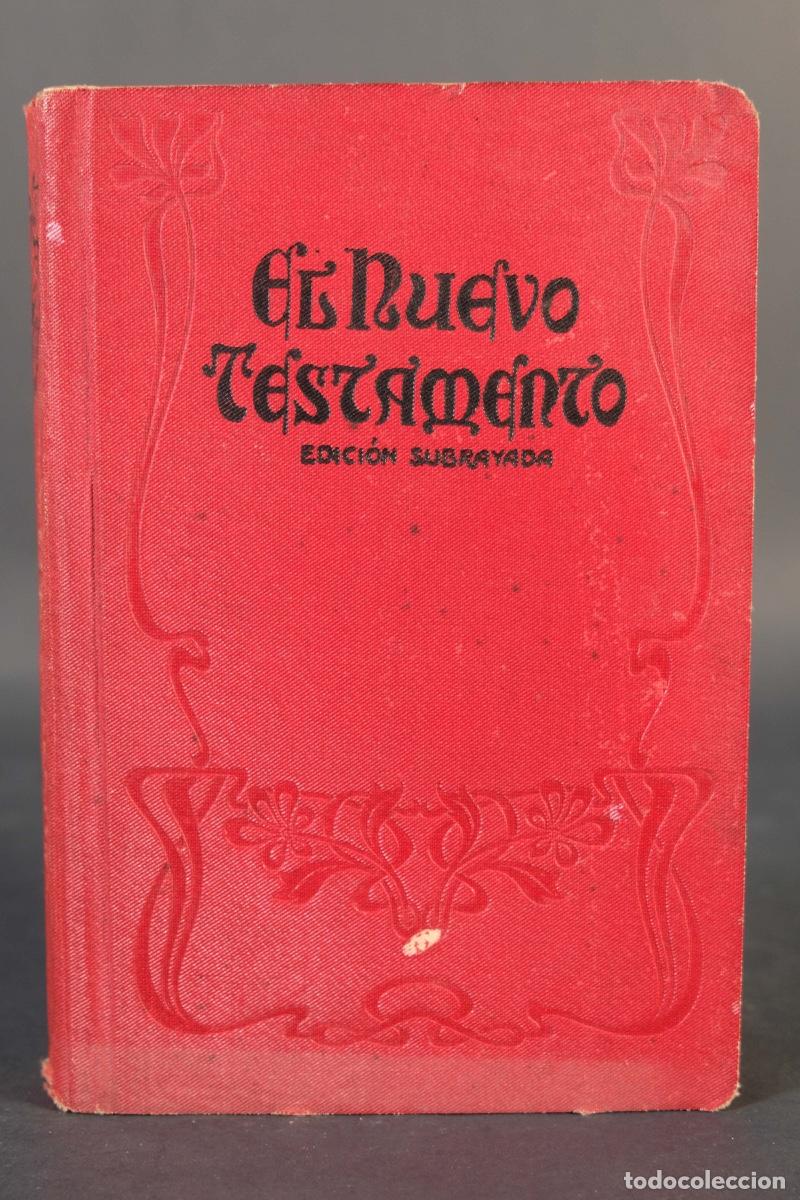 El Nuevo
Testamento
EDICIÓN SUBRAYADA
todocoleccion